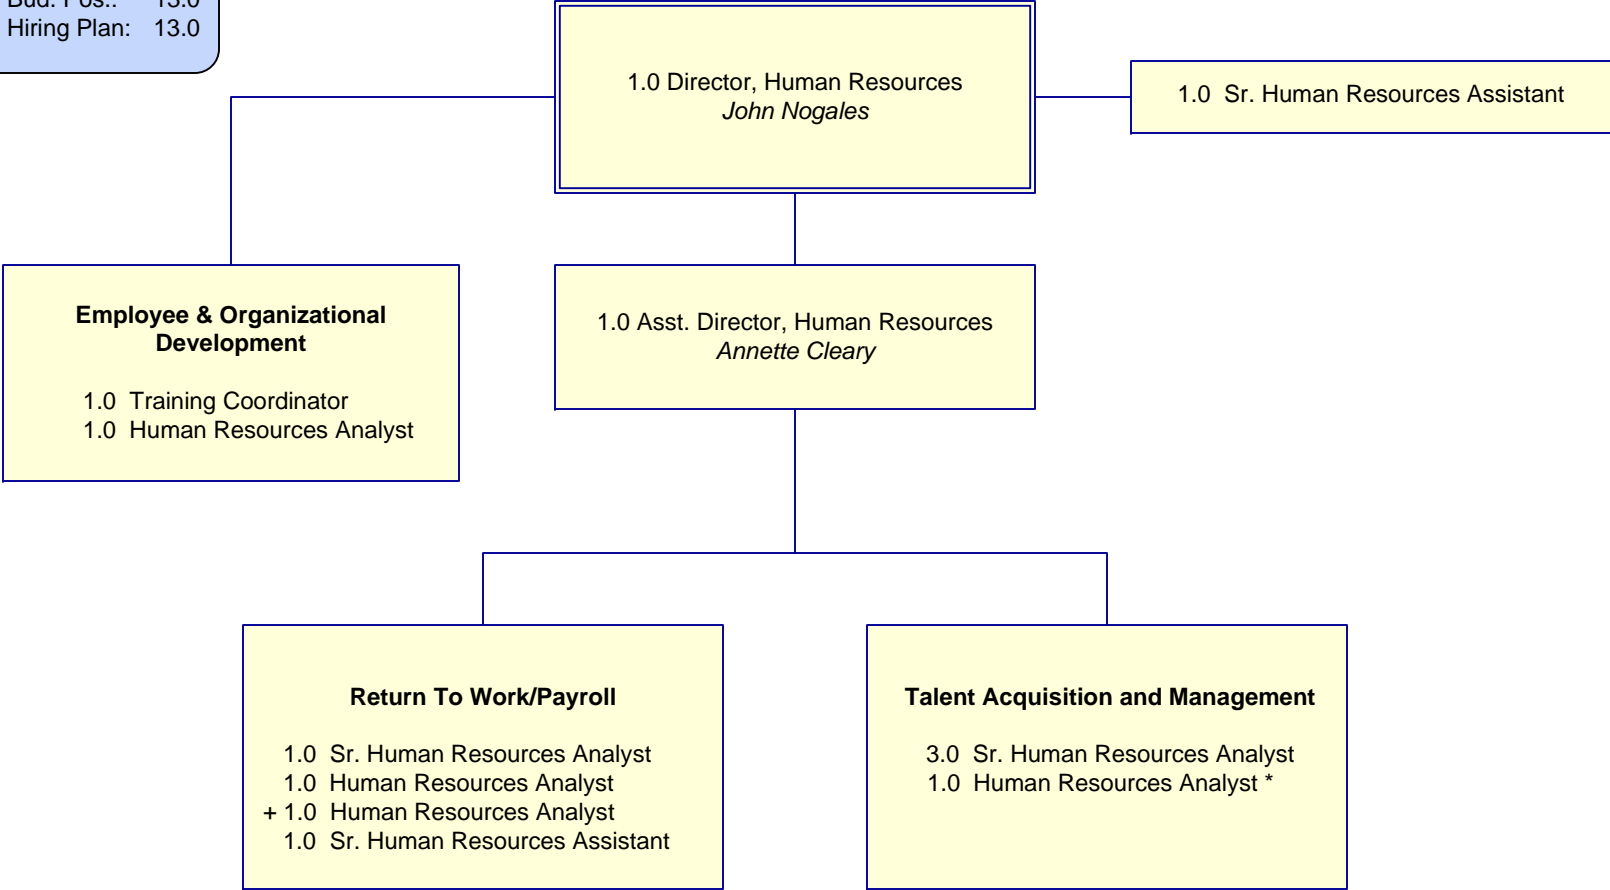 Bud. Pos.: 13.0
Hiring Plan: 13.0
1.0 Director, Human Resources
John Nogales
1.0 Sr. Human Resources Assistant
Employee & Organizational
Development
1.0 Training Coordinator
1.0 Human Resources Analyst
1.0 Asst. Director, Human Resources
Annette Cleary
Return To Work/Payroll
1.0 Sr. Human Resources Analyst
1.0 Human Resources Analyst
+ 1.0 Human Resources Analyst
1.0 Sr. Human Resources Assistant
Talent Acquisition and Management
3.0 Sr. Human Resources Analyst
1.0 Human Resources Analyst *